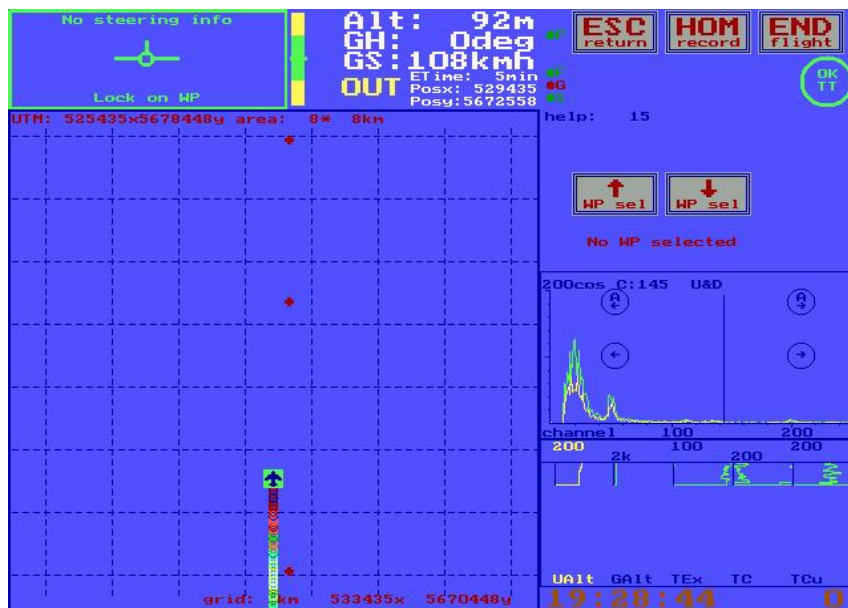 No steering info
Lock on WP
Alt: 92m
GH: 0deg
GS:108kmh
OUT
ETime: 5min
Posx: 529435
Posy:5672558
G
ESC
return
HOM
record
END
flight
OK
TT
UTM: 525435x5678448y area: 8* 8km
help: 15
WP sel
WP sel
No WP selected
200cps C:145 U&D
A
A
channel 100 200
200 2k 100 200 200
UAlt GAlt TEx TC TCu
grid: km 533435x 5670448y
19:28:44 0